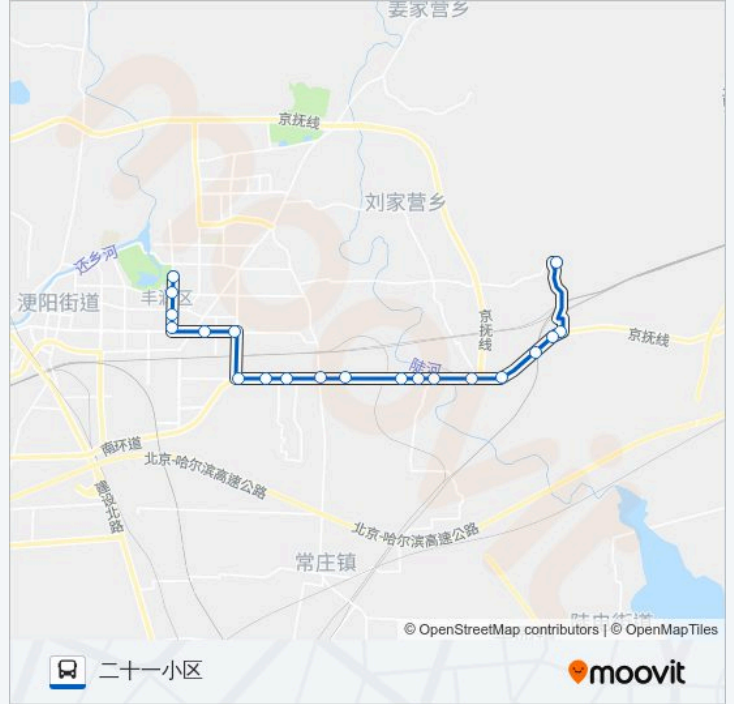 姜家营乡
京抚线
刘家营乡
还乡河
浭阳街道
丰润区
京抚线
京抚线
陡河
南环道
北京-哈尔滨高速公路
建设北路
北京-哈尔滨高速公路
常庄镇
© OpenStreetMap contributors | © OpenMapTiles
二十一小区
moovit